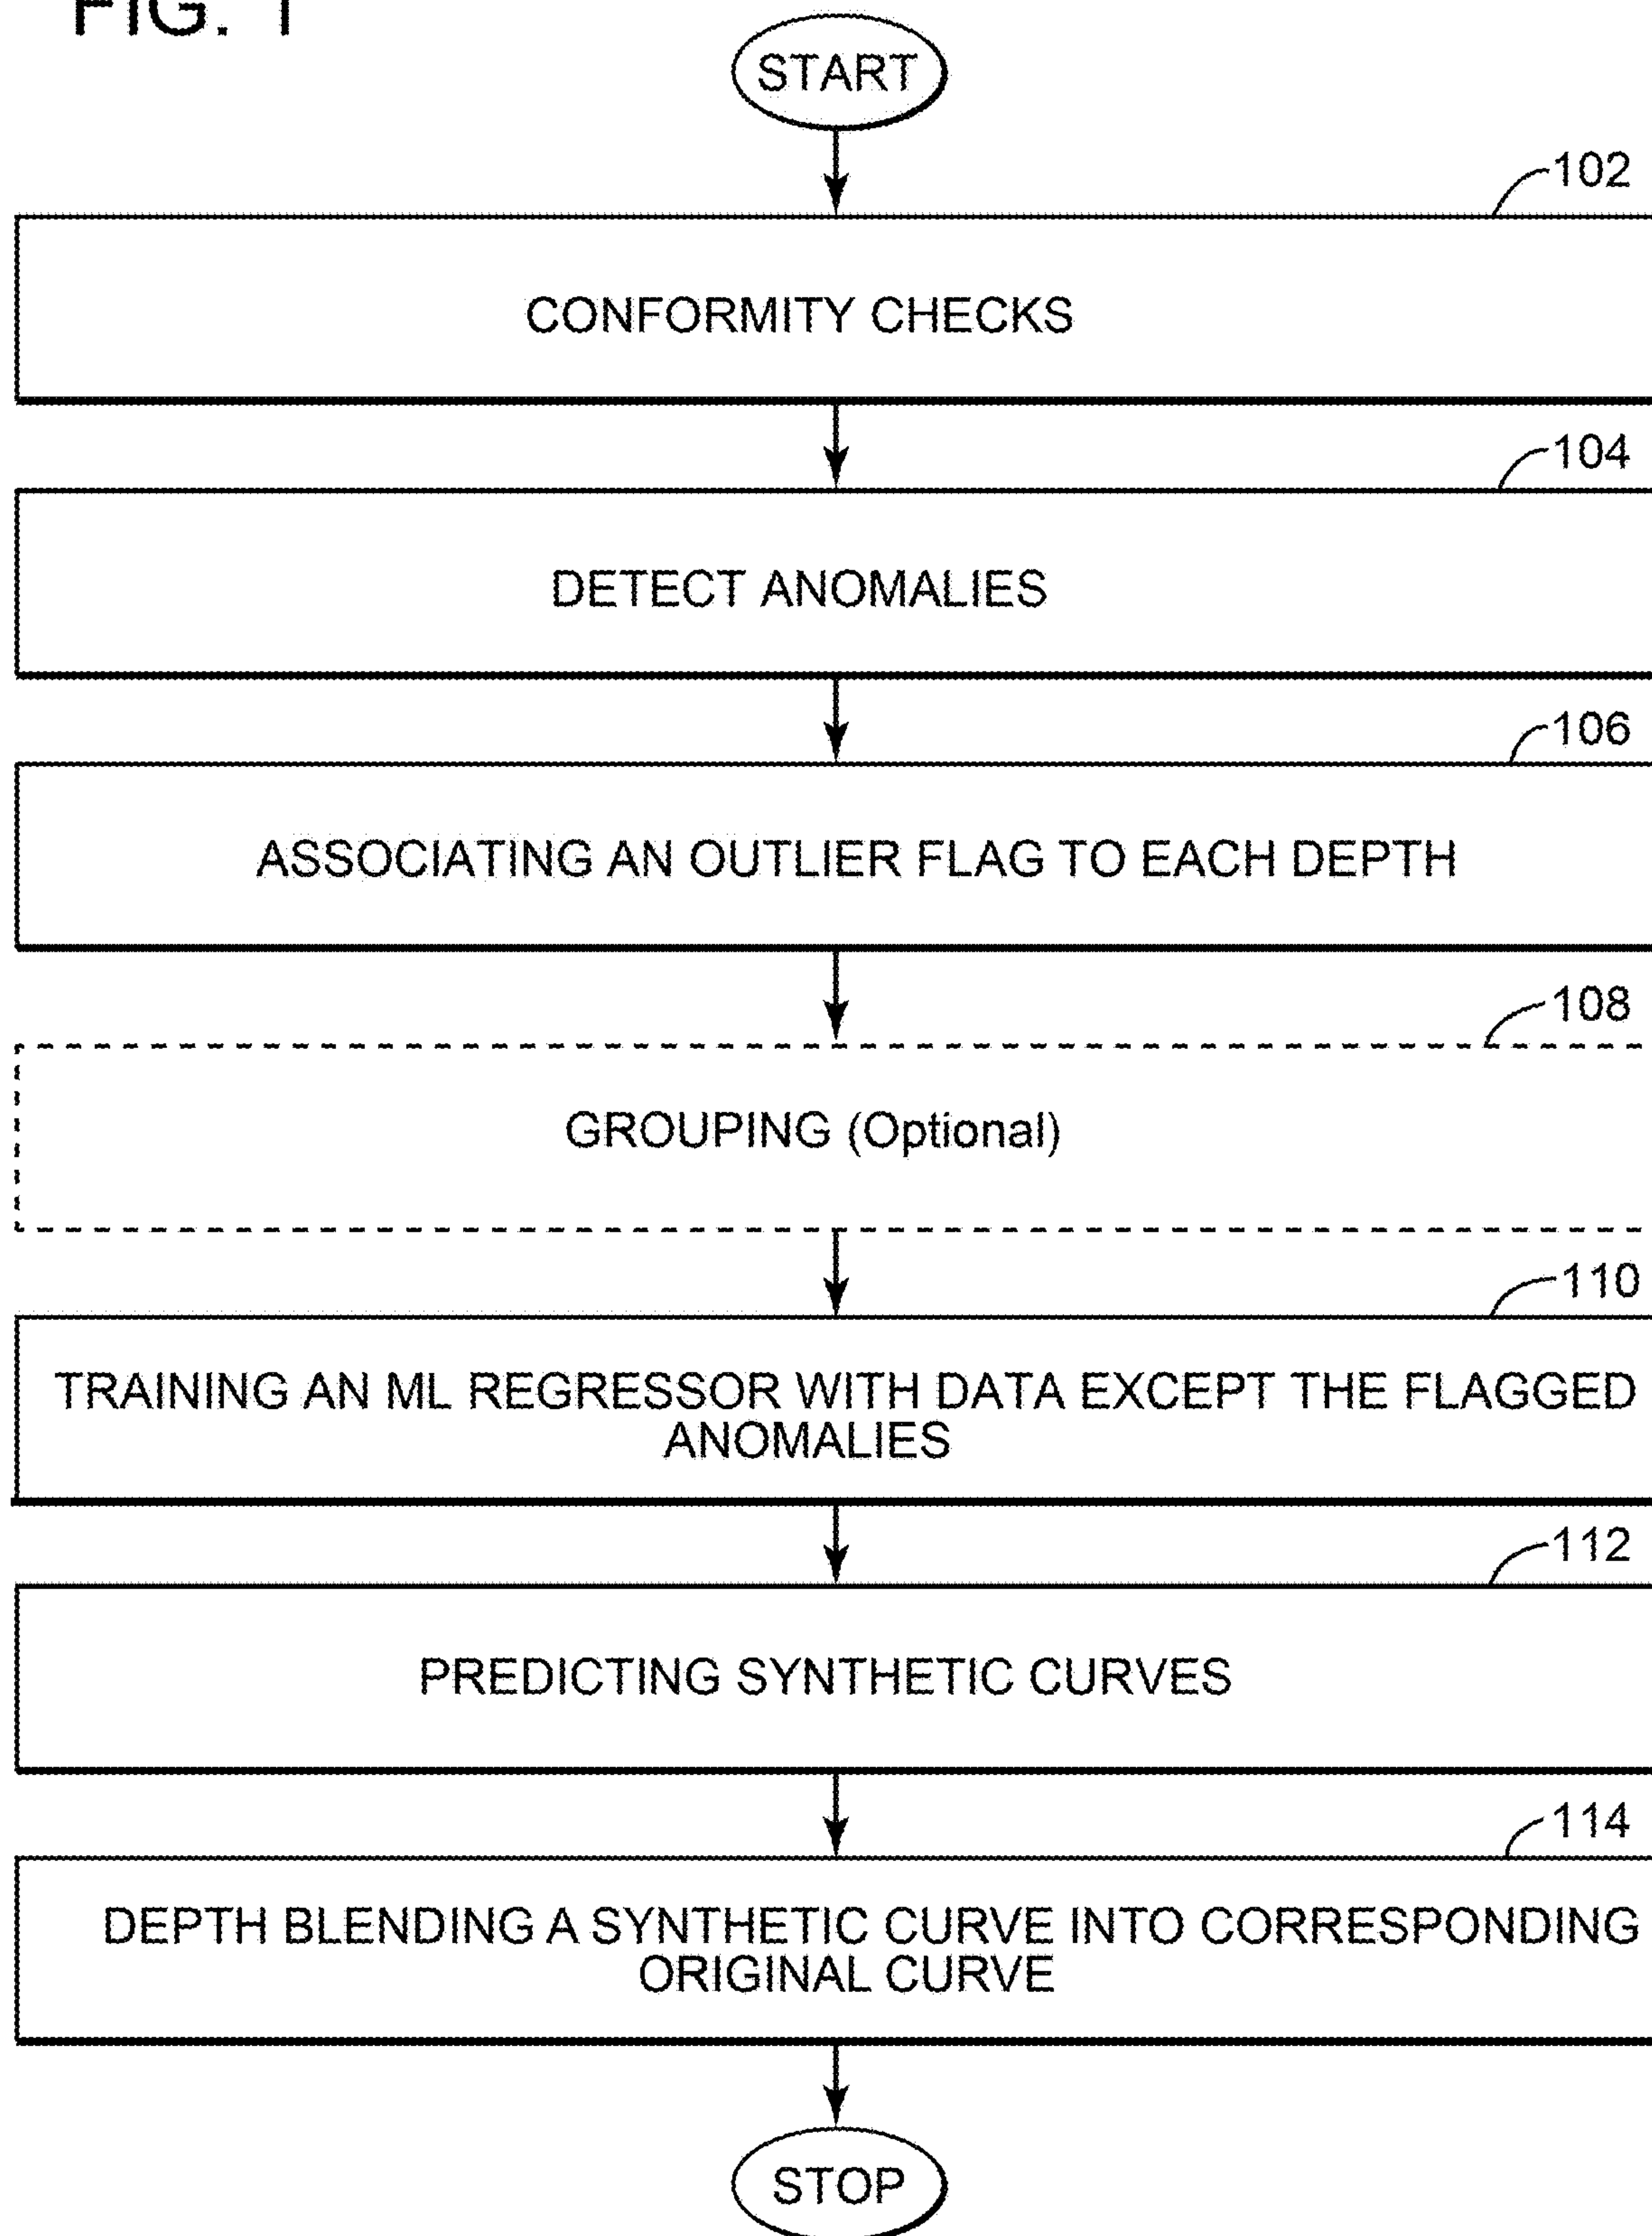 FIG. 1
START
102
CONFORMITY CHECKS
104
DETECT ANOMALIES
106
ASSOCIATING AN OUTLIER FLAG TO EACH DEPTH
108
GROUPING (Optional)
110
TRAINING AN ML REGRESSOR WITH DATA EXCEPT THE FLAGGED
ANOMALIES
112
PREDICTING SYNTHETIC CURVES
114
DEPTH BLENDING A SYNTHETIC CURVE INTO CORRESPONDING
ORIGINAL CURVE
STOP